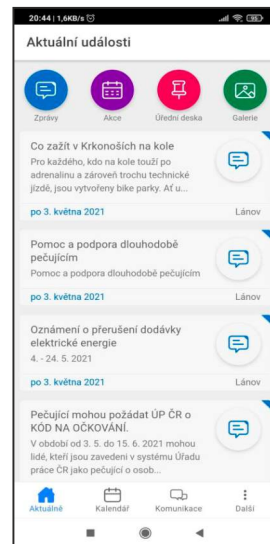 20:44 | 1,6KB/s
Aktuální události
Zprávy
Akce
Úřední deska
Galerie
Co zažít v Krkonoších na kole
Pro každého, kdo na kole touží po
adrenalinu a zároveň trochu technické
jízdě, jsou vytvořeny bike parky. Ať u...
po 3. května 2021
Lánov
Pomoc a podpora dlouhodobě
pečujícím
Pomoc a podpora dlouhodobě pečujícím
po 3. května 2021
Lánov
Oznámení o přerušení dodávky
elektrické energie
4. - 24. 5. 2021
po 3. května 2021
Lánov
Pečující mohou požádat ÚP ČR o
KÓD NA OČKOVÁNÍ.
V období od 3. 5. do 15. 6. 2021 mohou
lidé, kteří jsou zavedeni v systému Úřadu
práce ČR jako pečující o osob...
Aktuálně
Kalendář
Komunikace
Další